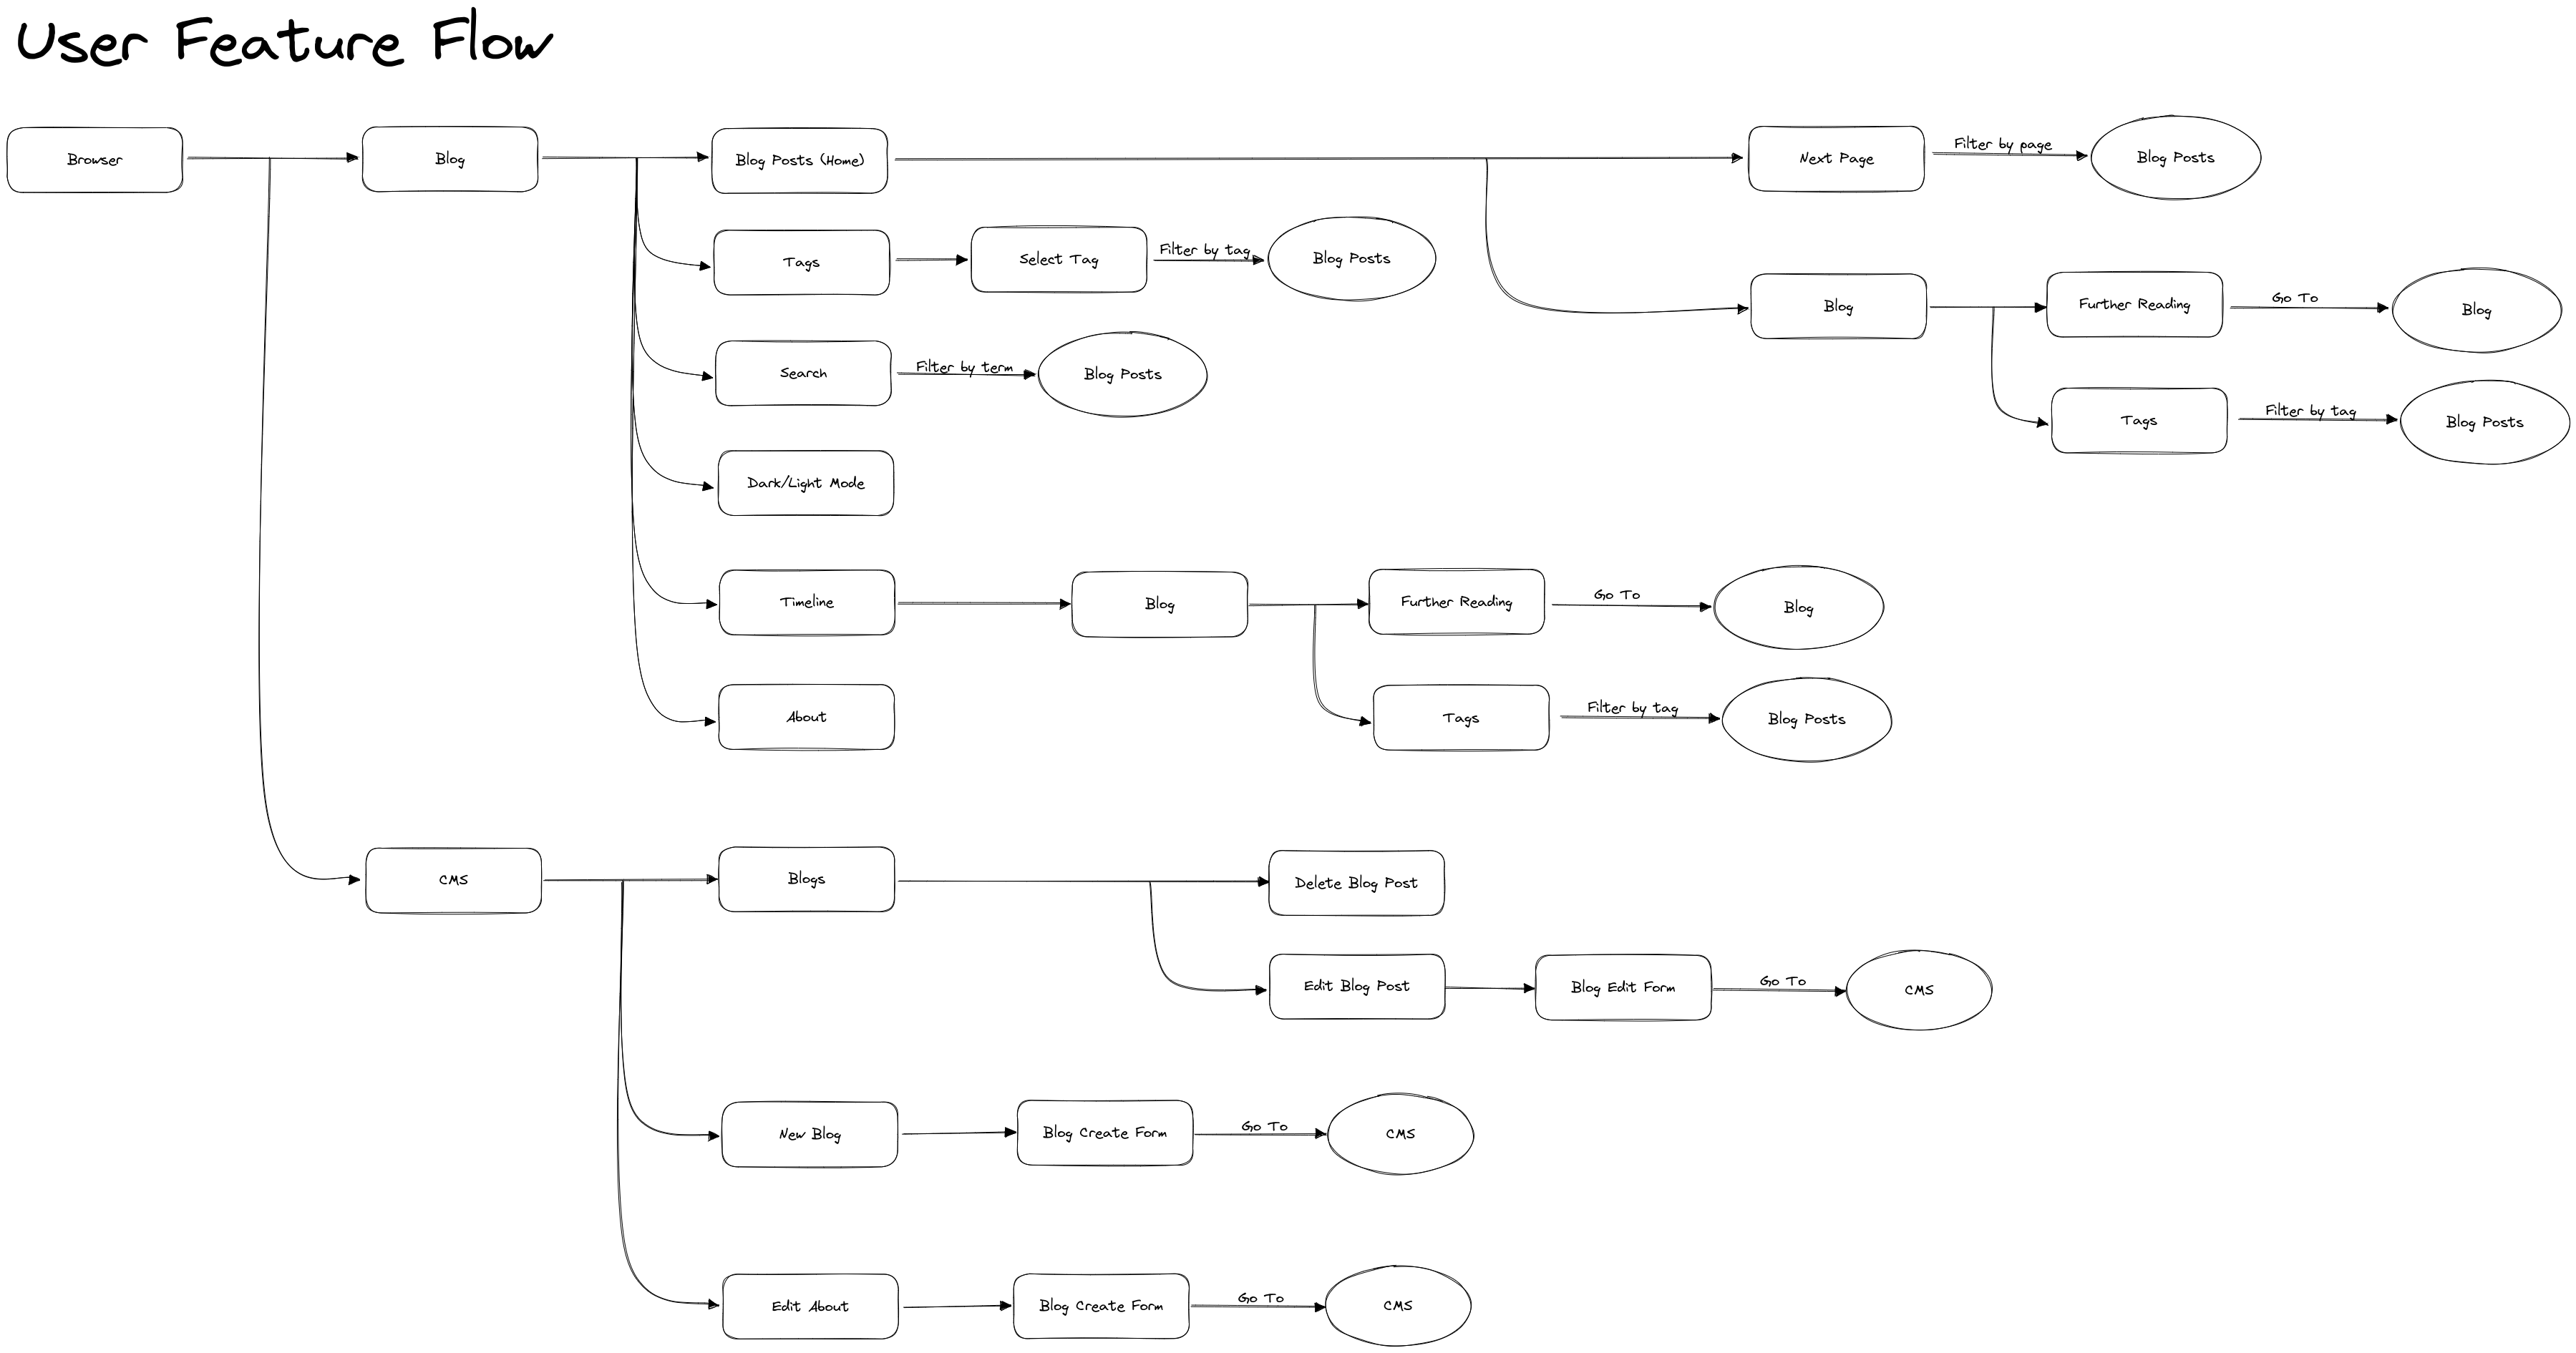 User Feature Flow
Browser
Blog
Blog Posts (Home)
Next Page
Filter by page
Blog Posts
Tags
Select Tag
Filter by tag
Blog Posts
Blog
Further Reading
Go To
Blog
Search
Filter by term
Blog Posts
Tags
Filter by tag
Blog Posts
Dark/Light Mode
Timeline
Blog
Further Reading
Go To
Blog
About
Tags
Filter by tag
Blog Posts
CMS
Blogs
Delete Blog Post
Edit Blog Post
Blog Edit Form
Go To
CMS
New Blog
Blog Create Form
Go To
CMS
Edit About
Blog Create Form
Go To
CMS